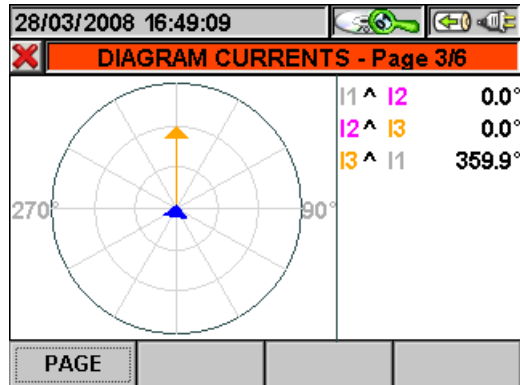 28/03/2008 16:49:09
DIAGRAM CURRENTS - Page 3/6
I1 ^ I2 0.0°
I2 ^ I3 0.0°
I3 ^ I1 359.9°
270° 90°
PAGE